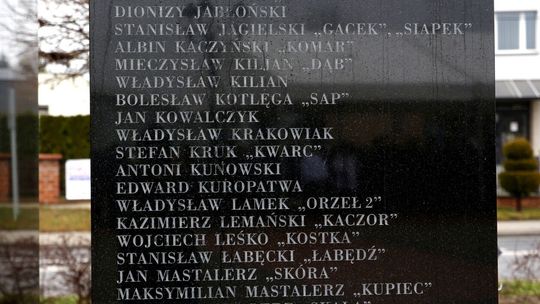 DIONIZY JABŁOŃSKI
STANISŁAW JAGIELSKI „GACEK”, „SIAPEK”
ALBIN KACZYŃSKI „KOMAR”
MIECZYSŁAW KILJAN „DĄB”
WŁADYSŁAW KILIAN
BOLESŁAW KOTLĘGA „SAP”
JAN KOWALCZYK
WŁADYSŁAW KRAKOWIAK
STEFAN KRUK „KWARC”
ANTONI KUNOWSKI
EDWARD KUROPATWA
WŁADYSŁAW LAMEK „ORZEŁ 2”
KAZIMIERZ LEMAŃSKI „KACZOR”
WOJCIECH LEŚKO „KOSTKA”
STANISŁAW ŁABĘCKI „ŁABĘDŹ”
JAN MASTALERZ „SKÓRA”
MAKSYMILIAN MASTALERZ „KUPIEC”